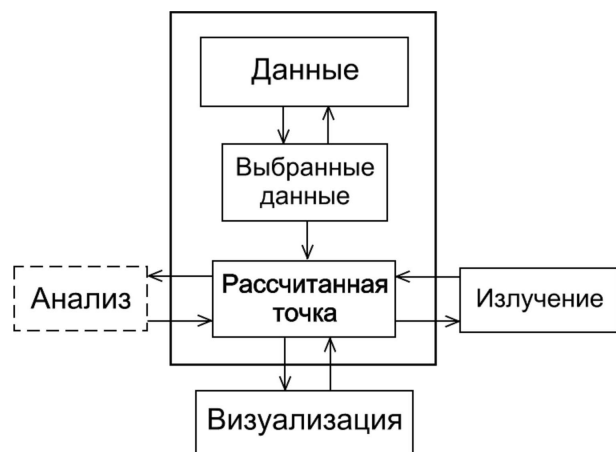 Данные
Выбранные
данные
Анализ
Рассчитанная
точка
Излучение
Визуализация